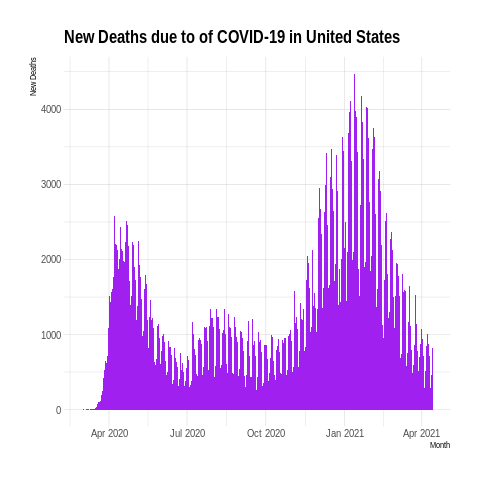 New Deaths due to of COVID-19 in United States
New Deaths
4000
3000
2000
1000
0
Apr 2020 Jul 2020 Oct 2020 Jan 2021 Apr 2021
Month